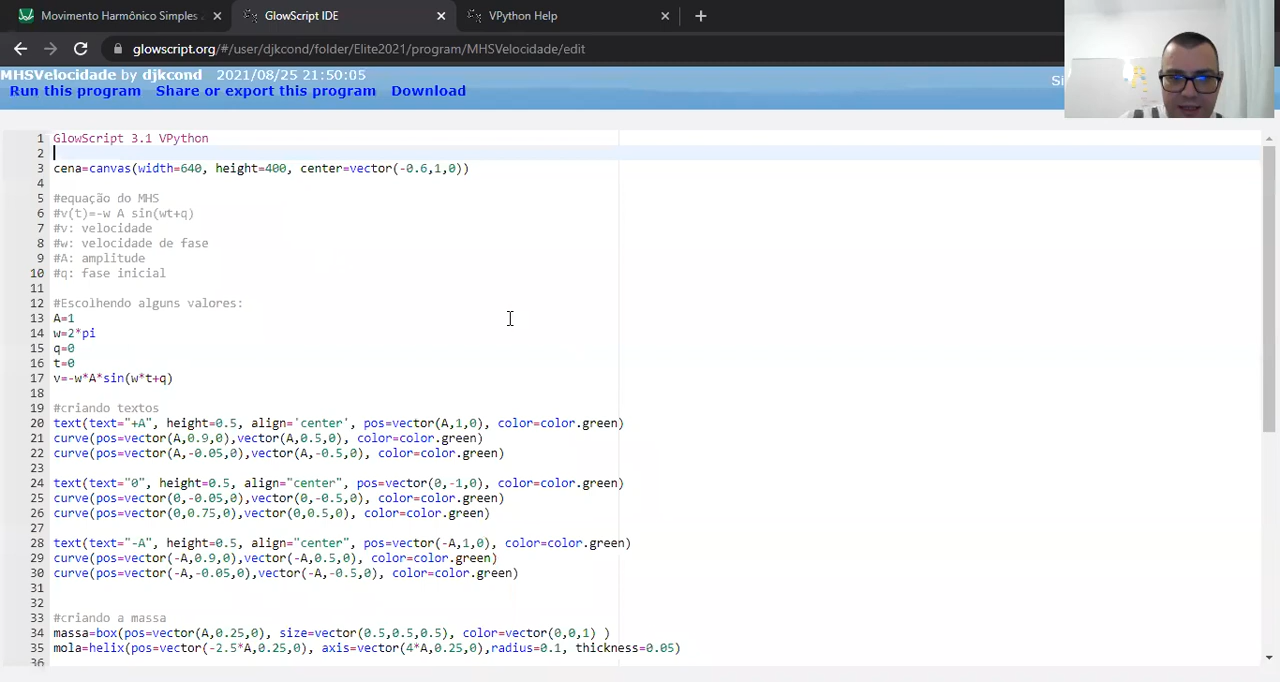 Movimento Harmônico Simples
GlowScript IDE
VPython Help
glowscript.org/#/user/djkcond/folder/Elite2021/program/MHSVelocidade/edit
MHSVelocidade by djkcond 2021/08/25 21:50:05
Si
Run this program Share or export this program Download
1 GlowScript 3.1 VPython
2
3 cena=canvas(width=640, height=400, center=vector(-0.6,1,0))
4
5 #equação do MHS
6 #v(t)=-w A sin(wt+q)
7 #v: velocidade
8 #w: velocidade de fase
9 #A: amplitude
10 #q: fase inicial
11
12 #Escolhendo alguns valores:
13 A=1
14 w=2*pi
15 q=0
16 t=0
17 v=-w*A*sin(w*t+q)
18
19 #criando textos
20 text(text="+A", height=0.5, align='center', pos=vector(A,1,0), color=color.green)
21 curve(pos=vector(A,0.9,0),vector(A,0.5,0), color=color.green)
22 curve(pos=vector(A,-0.05,0),vector(A,-0.5,0), color=color.green)
23
24 text(text="0", height=0.5, align="center", pos=vector(0,-1,0), color=color.green)
25 curve(pos=vector(0,-0.05,0),vector(0,-0.5,0), color=color.green)
26 curve(pos=vector(0,0.75,0),vector(0,0.5,0), color=color.green)
27
28 text(text="-A", height=0.5, align="center", pos=vector(-A,1,0), color=color.green)
29 curve(pos=vector(-A,0.9,0),vector(-A,0.5,0), color=color.green)
30 curve(pos=vector(-A,-0.05,0),vector(-A,-0.5,0), color=color.green)
31
32
33 #criando a massa
34 massa=box(pos=vector(A,0.25,0), size=vector(0.5,0.5,0.5), color=vector(0,0,1) )
35 mola=helix(pos=vector(-2.5*A,0.25,0), axis=vector(4*A,0.25,0),radius=0.1, thickness=0.05)
36